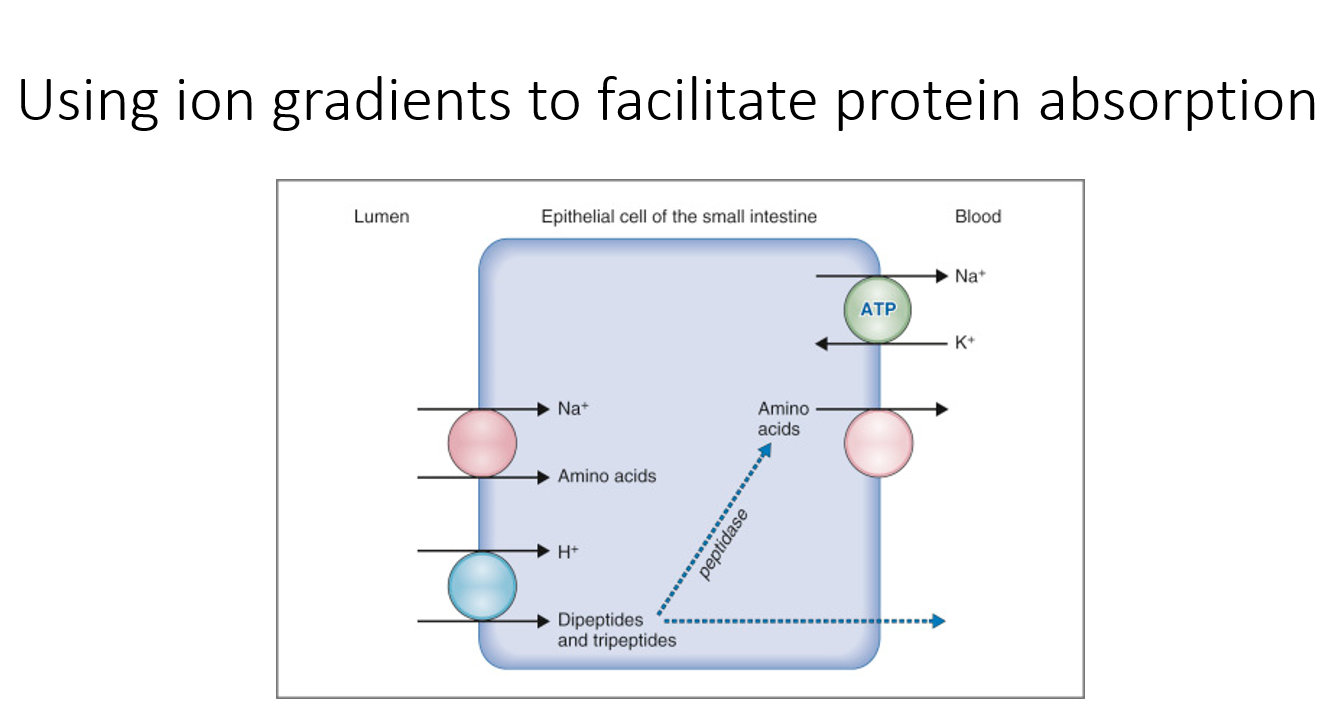 Using ion gradients to facilitate protein absorption
Lumen
Epithelial cell of the small intestine
Blood
Na⁺
ATP
K⁺
Na⁺
Amino
acids
Amino acids
peptidase
H⁺
Dipeptides
and tripeptides